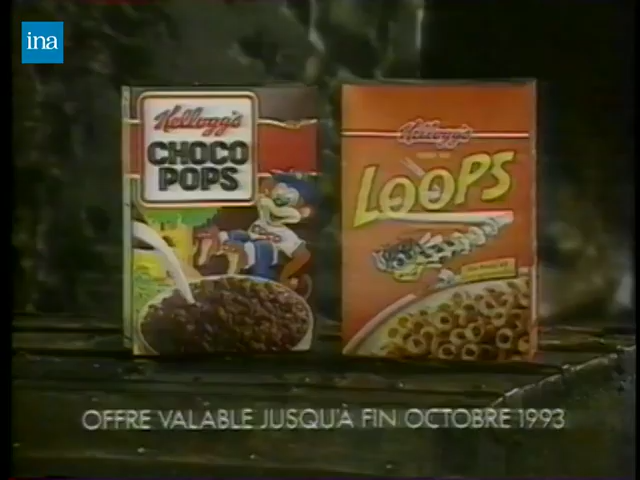 ina
Kellogg's
CHOCO
POPS
Kellogg's
LOOPS
OFFRE VALABLE JUSQU'À FIN OCTOBRE 1993